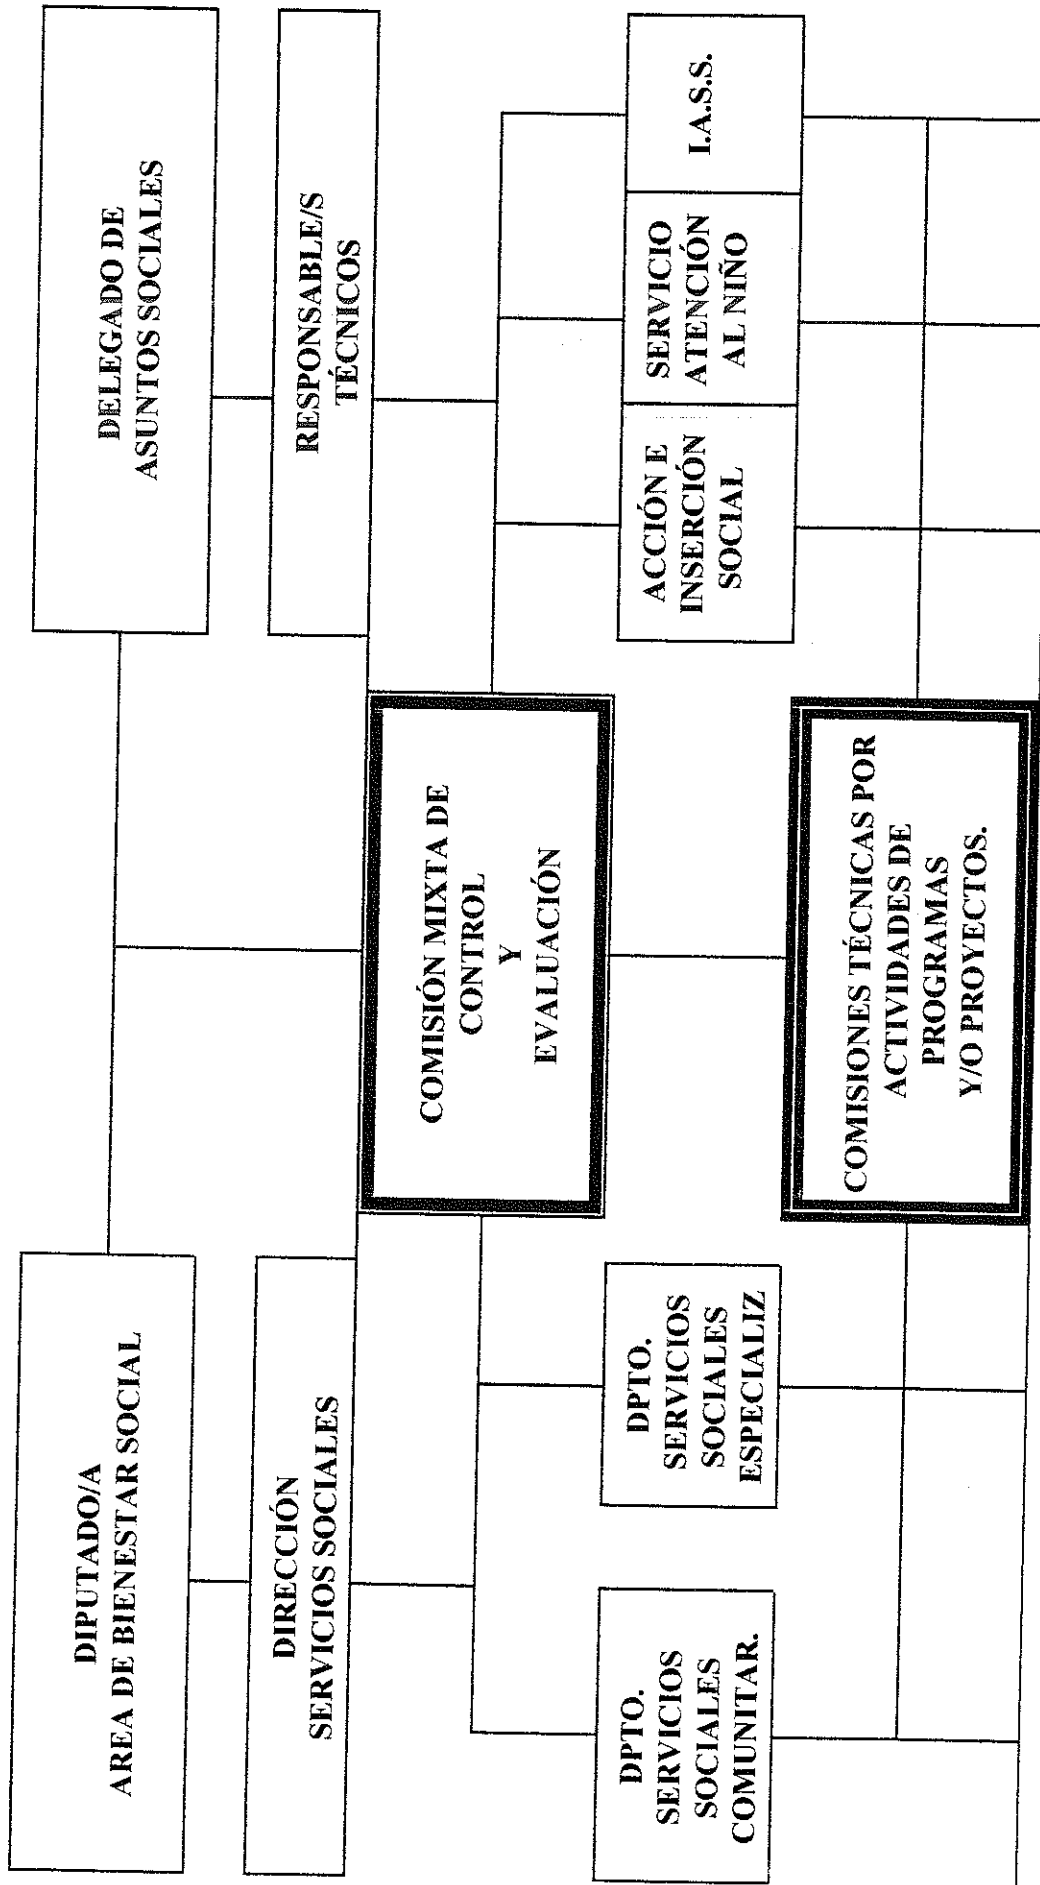 DIPUTADO/A
AREA DE BIENESTAR SOCIAL
DELEGADO DE
ASUNTOS SOCIALES
DIRECCIÓN
SERVICIOS SOCIALES
RESPONSABLE/S
TÉCNICOS
COMISIÓN MIXTA DE
CONTROL
Y
EVALUACIÓN
DPTO.
SERVICIOS
SOCIALES
COMUNITAR.
DPTO.
SERVICIOS
SOCIALES
ESPECIALIZ
ACCIÓN E
INSERCIÓN
SOCIAL
SERVICIO
ATENCIÓN
AL NIÑO
I.A.S.S.
COMISIONES TÉCNICAS POR
ACTIVIDADES DE
PROGRAMAS
Y/O PROYECTOS.